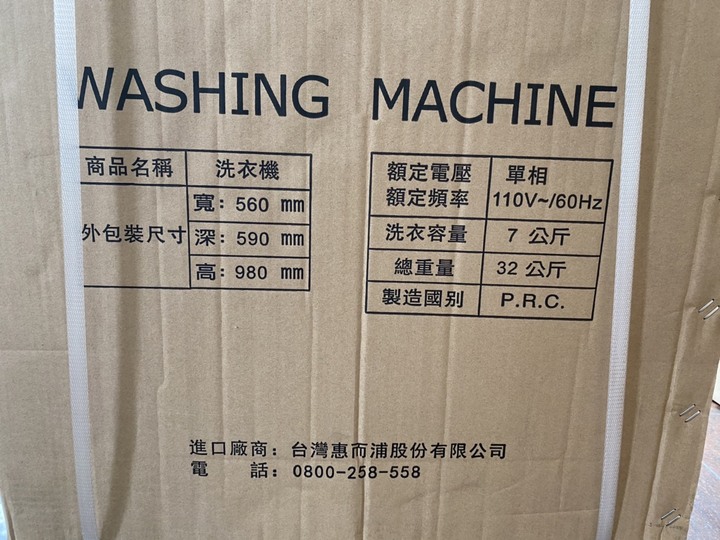 WASHING MACHINE
商品名稱 洗衣機
外包裝尺寸 寬：560 mm
深：590 mm
高：980 mm
額定電壓 單相
額定頻率 110V~/60Hz
洗衣容量 7 公斤
總重量 32 公斤
製造國別 P.R.C.
進口廠商：台灣惠而浦股份有限公司
電 話：0800-258-558